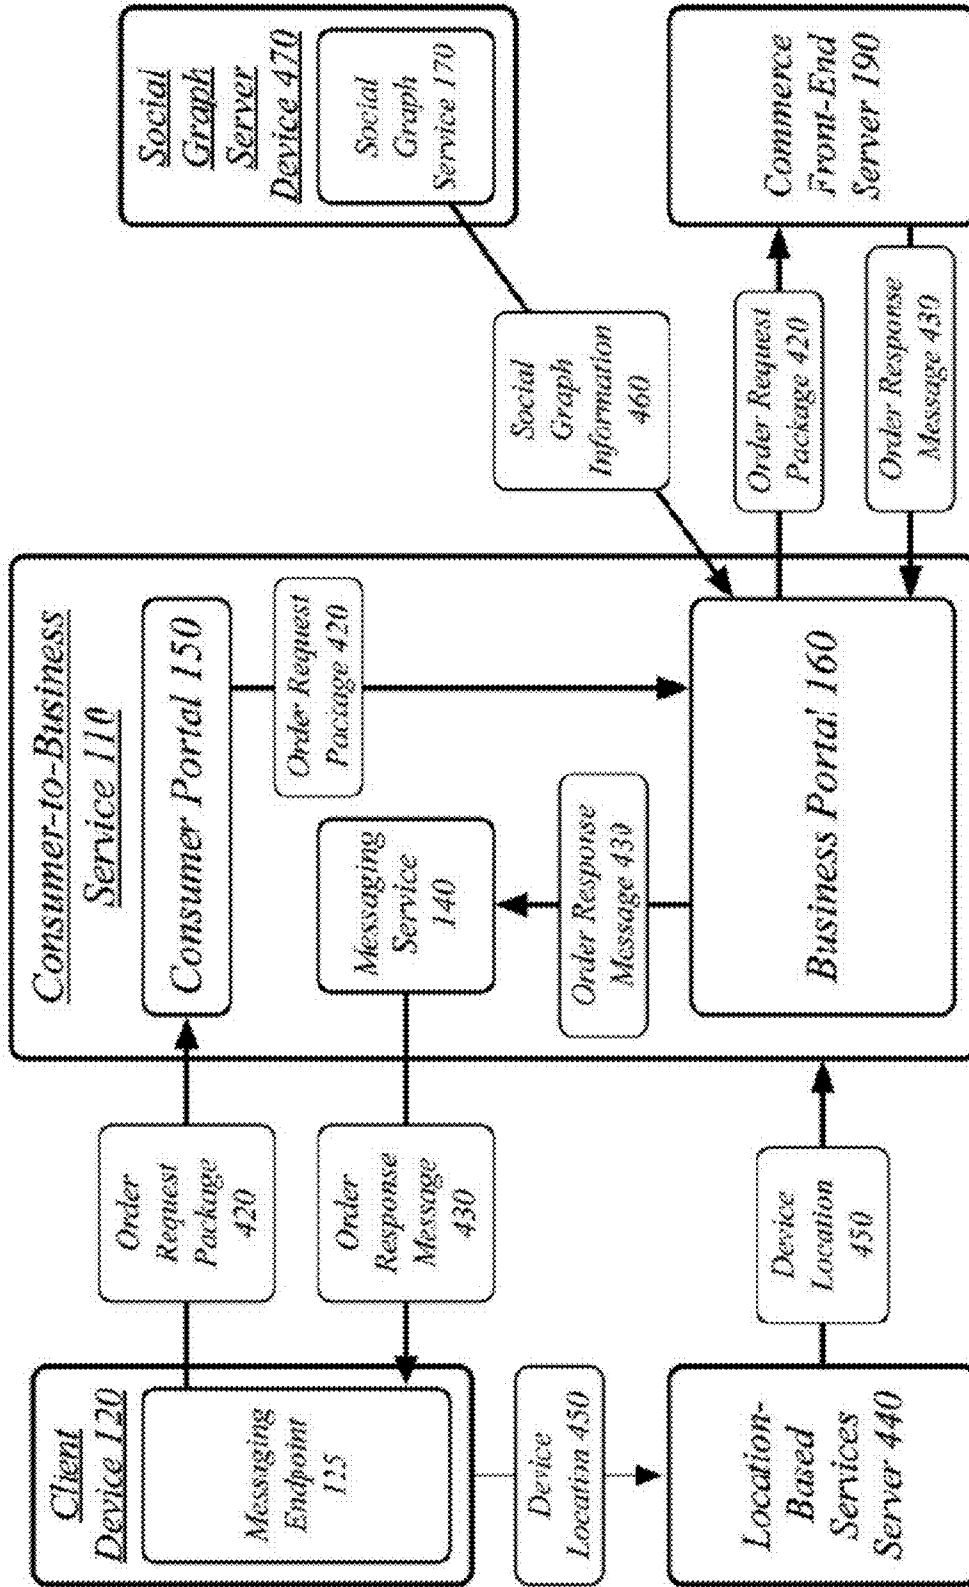 Client
Device 120
Messaging
Endpoint
125
Order
Request
Package
420
Order
Response
Message
430
Device
Location 450
Location-
Based
Services
Server 440
Device
Location
450
Consumer-to-Business
Service 110
Consumer Portal 150
Order Request
Package 420
Messaging
Service
140
Order Response
Message 430
Business Portal 160
Social
Graph
Server
Device 470
Social
Graph
Service 170
Social
Graph
Information
460
Order Request
Package 420
Order Response
Message 430
Commerce
Front-End
Server 190